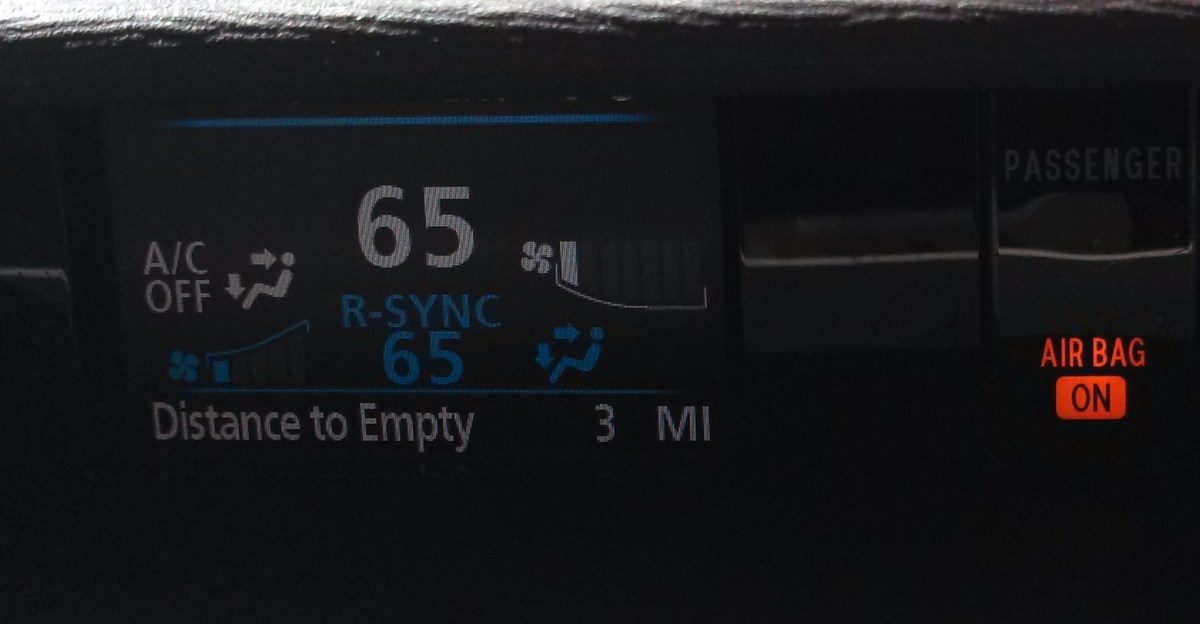 65
A/C
OFF
R-SYNC
65
Distance to Empty 3 MI
PASSENGER
AIR BAG
ON